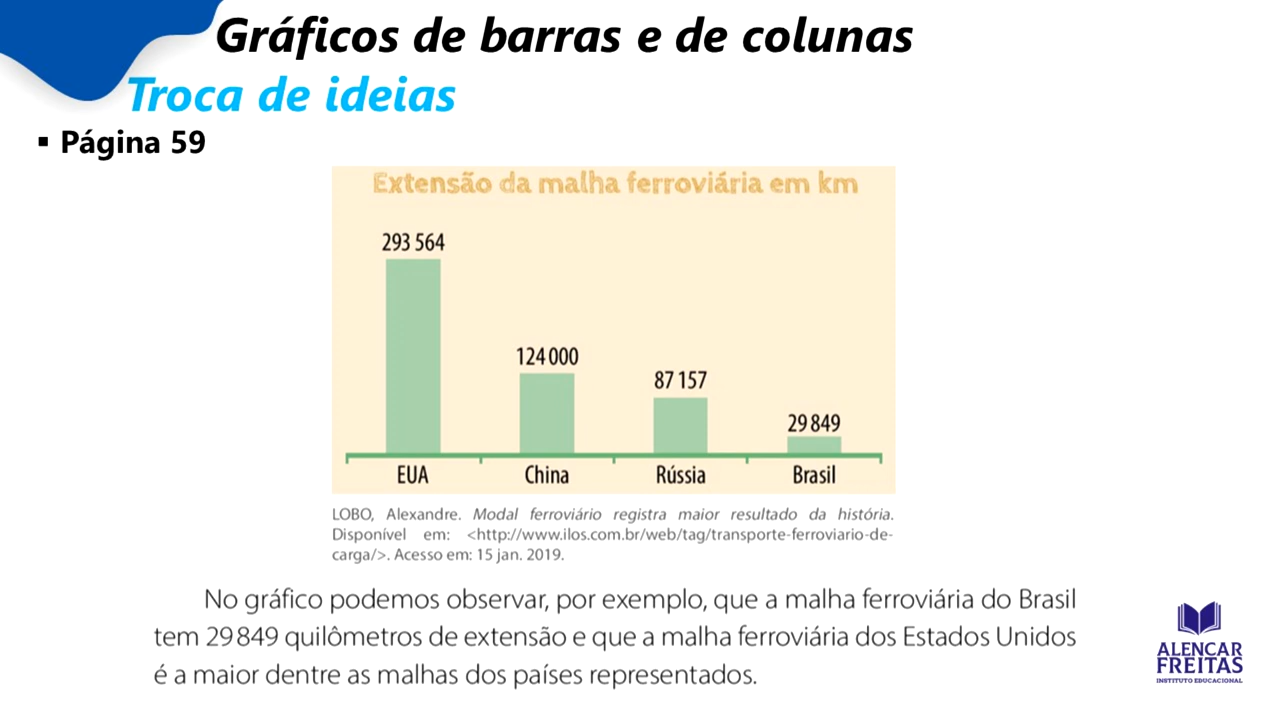 Gráficos de barras e de colunas
Troca de ideias
▪ Página 59
Extensão da malha ferroviária em km
293 564
124 000
87 157
29 849
EUA China Rússia Brasil
LOBO, Alexandre. Modal ferroviário registra maior resultado da história.
Disponível em: <http://www.ilos.com.br/web/tag/transporte-ferroviario-de-
carga/>. Acesso em: 15 jan. 2019.
No gráfico podemos observar, por exemplo, que a malha ferroviária do Brasil
tem 29 849 quilômetros de extensão e que a malha ferroviária dos Estados Unidos
é a maior dentre as malhas dos países representados.
ALENCAR
FREITAS
INSTITUTO EDUCACIONAL